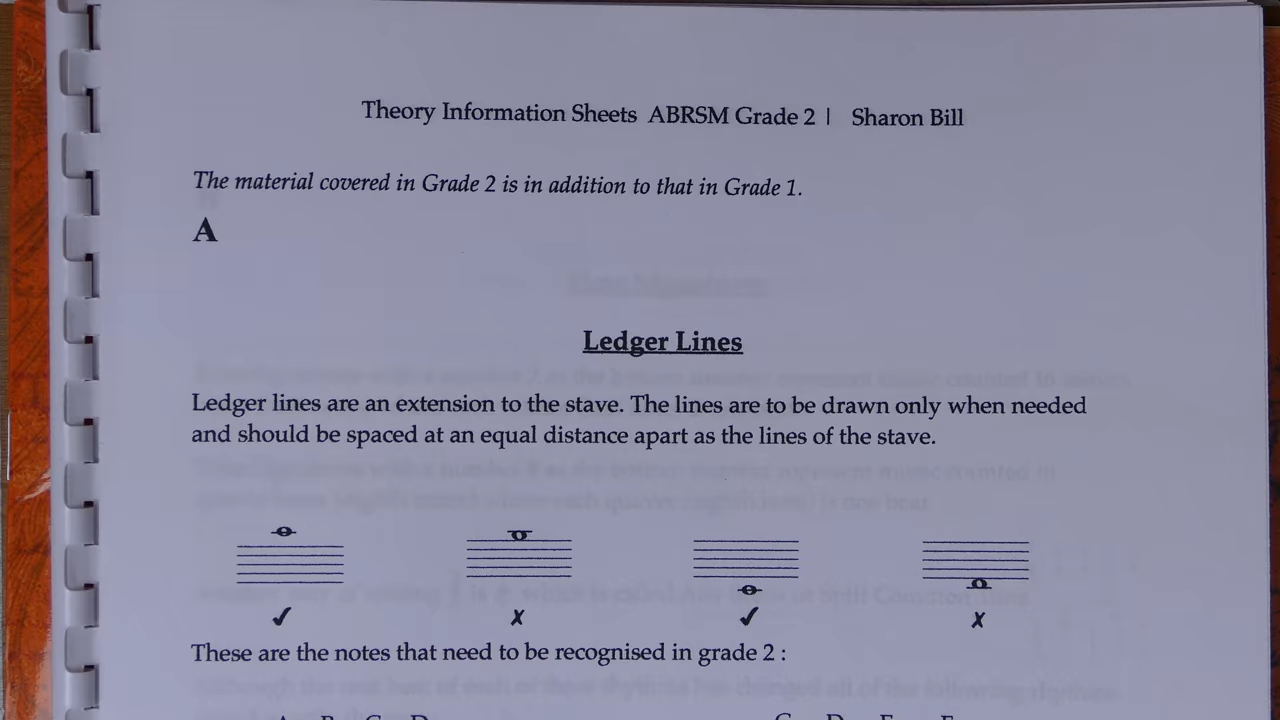 Theory Information Sheets ABRSM Grade 2 | Sharon Bill
The material covered in Grade 2 is in addition to that in Grade 1.
A
Ledger Lines
Ledger lines are an extension to the stave. The lines are to be drawn only when needed
and should be spaced at an equal distance apart as the lines of the stave.
✓ x ✓ x
These are the notes that need to be recognised in grade 2 :
A B C D C D E F